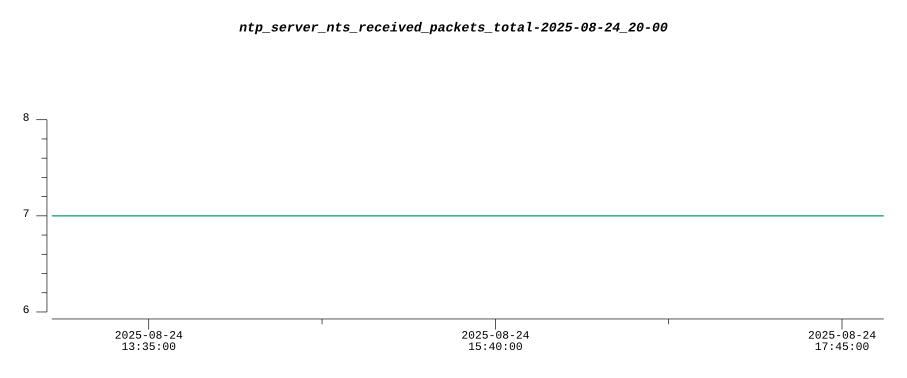 ntp_server_nts_received_packets_total-2025-08-24_20-00
8
7
6
2025-08-24 2025-08-24 2025-08-24
13:35:00 15:40:00 17:45:00